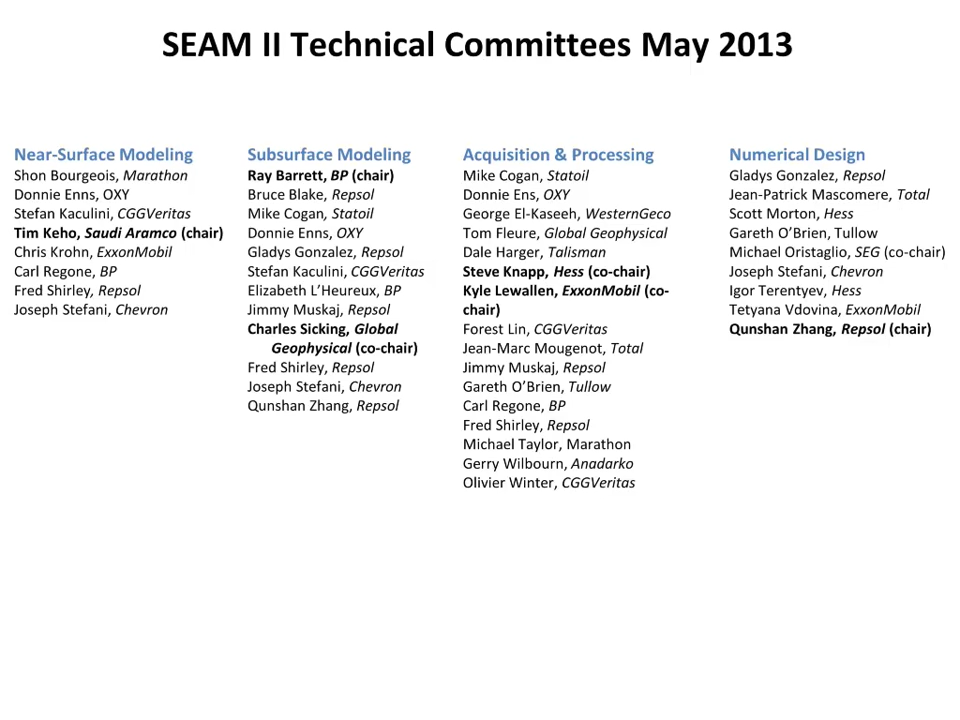 SEAM II Technical Committees May 2013
Near-Surface Modeling
Shon Bourgeois, Marathon
Donnie Enns, OXY
Stefan Kaculini, CGGVeritas
Tim Keho, Saudi Aramco (chair)
Chris Krohn, ExxonMobil
Carl Regone, BP
Fred Shirley, Repsol
Joseph Stefani, Chevron
Subsurface Modeling
Ray Barrett, BP (chair)
Bruce Blake, Repsol
Mike Cogan, Statoil
Donnie Enns, OXY
Gladys Gonzalez, Repsol
Stefan Kaculini, CGGVeritas
Elizabeth L’Heureux, BP
Jimmy Muskaj, Repsol
Charles Sicking, Global
Geophysical (co-chair)
Fred Shirley, Repsol
Joseph Stefani, Chevron
Qunshan Zhang, Repsol
Acquisition & Processing
Mike Cogan, Statoil
Donnie Ens, OXY
George El-Kaseeh, WesternGeco
Tom Fleure, Global Geophysical
Dale Harger, Talisman
Steve Knapp, Hess (co-chair)
Kyle Lewallen, ExxonMobil (co-
chair)
Forest Lin, CGGVeritas
Jean-Marc Mougenot, Total
Jimmy Muskaj, Repsol
Gareth O’Brien, Tullow
Carl Regone, BP
Fred Shirley, Repsol
Michael Taylor, Marathon
Gerry Wilbourn, Anadarko
Olivier Winter, CGGVeritas
Numerical Design
Gladys Gonzalez, Repsol
Jean-Patrick Mascomere, Total
Scott Morton, Hess
Gareth O’Brien, Tullow
Michael Oristaglio, SEG (co-chair)
Joseph Stefani, Chevron
Igor Terentyev, Hess
Tetyana Vdovina, ExxonMobil
Qunshan Zhang, Repsol (chair)